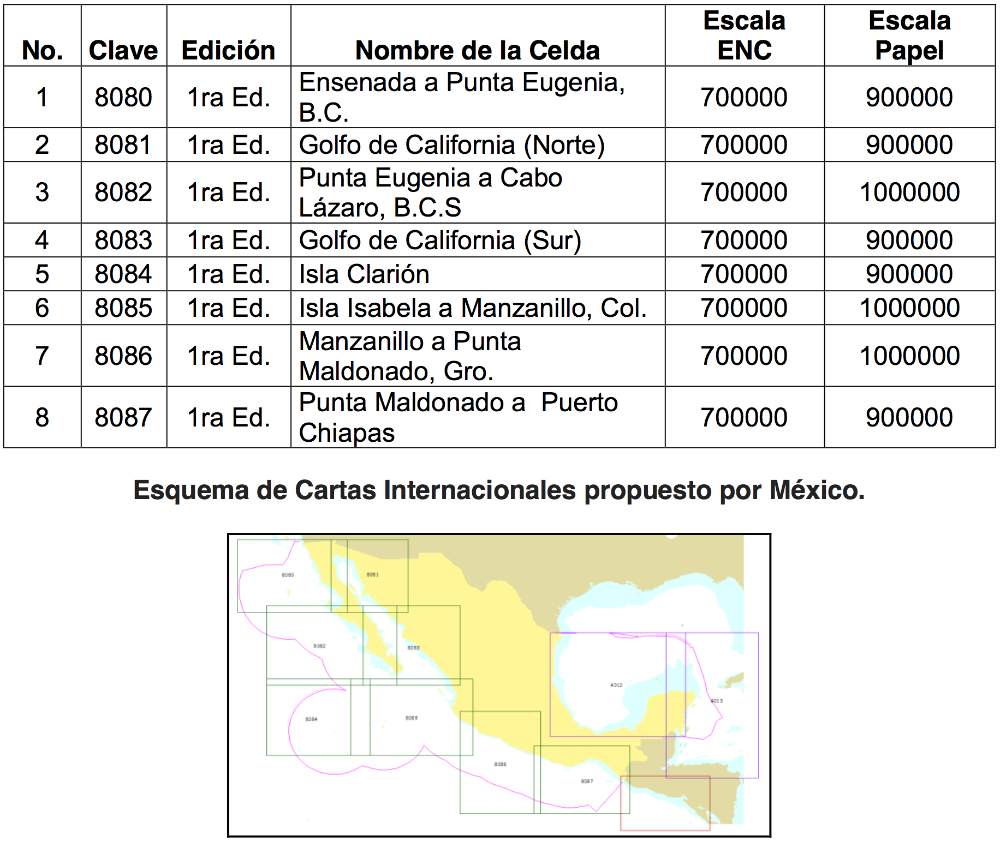 No. Clave Edición Nombre de la Celda Escala ENC Escala Papel
1 8080 1ra Ed. Ensenada a Punta Eugenia, B.C. 700000 900000
2 8081 1ra Ed. Golfo de California (Norte) 700000 900000
3 8082 1ra Ed. Punta Eugenia a Cabo Lázaro, B.C.S 700000 1000000
4 8083 1ra Ed. Golfo de California (Sur) 700000 900000
5 8084 1ra Ed. Isla Clarión 700000 900000
6 8085 1ra Ed. Isla Isabela a Manzanillo, Col. 700000 1000000
7 8086 1ra Ed. Manzanillo a Punta Maldonado, Gro. 700000 1000000
8 8087 1ra Ed. Punta Maldonado a Puerto Chiapas 700000 900000
Esquema de Cartas Internacionales propuesto por México.
8080
8081
8082
8083
4012
4013
8084
8085
8086
8087